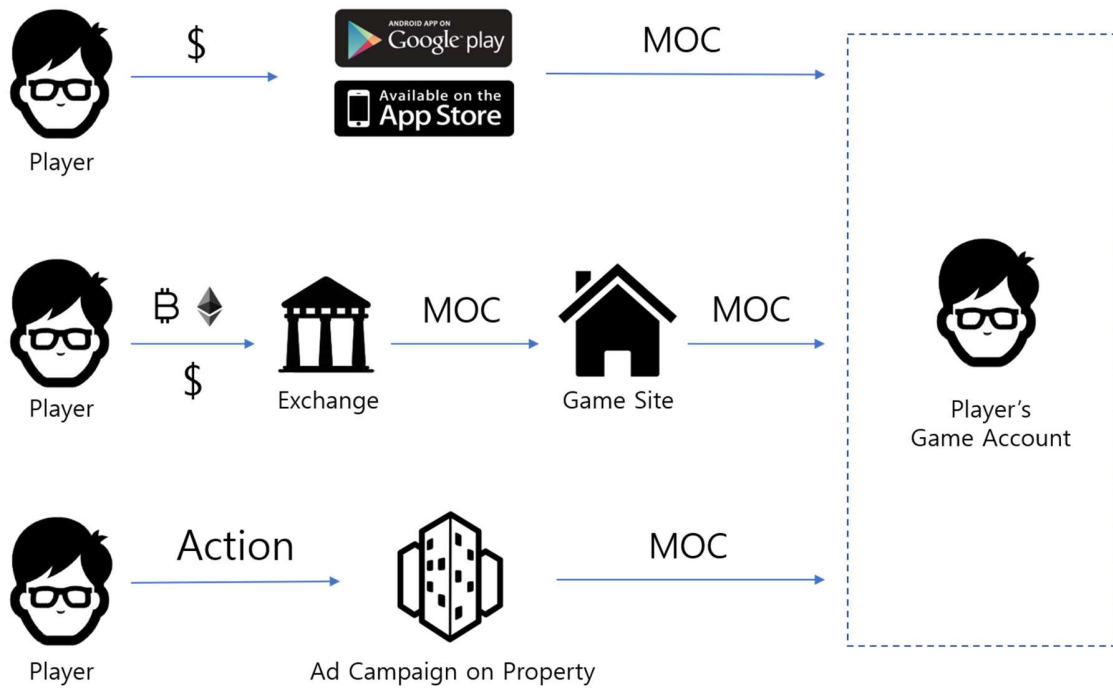 $
ANDROID APP ON
Google play
MOC
Available on the
App Store
Player
MOC
MOC
$
Player
Exchange
Game Site
Player's
Game Account
Action
MOC
Player
Ad Campaign on Property